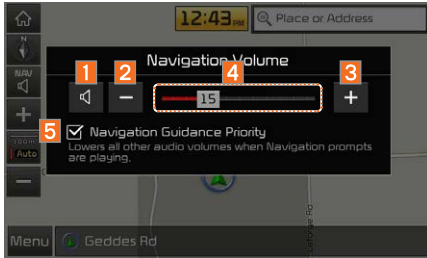 12:43 PM
Place or Address
N
1
2
4
3
Navigation Volume
NAV
15
5
Navigation Guidance Priority
Lowers all other audio volumes when Navigation prompts
are playing.
Auto
Menu
Geddes Rd